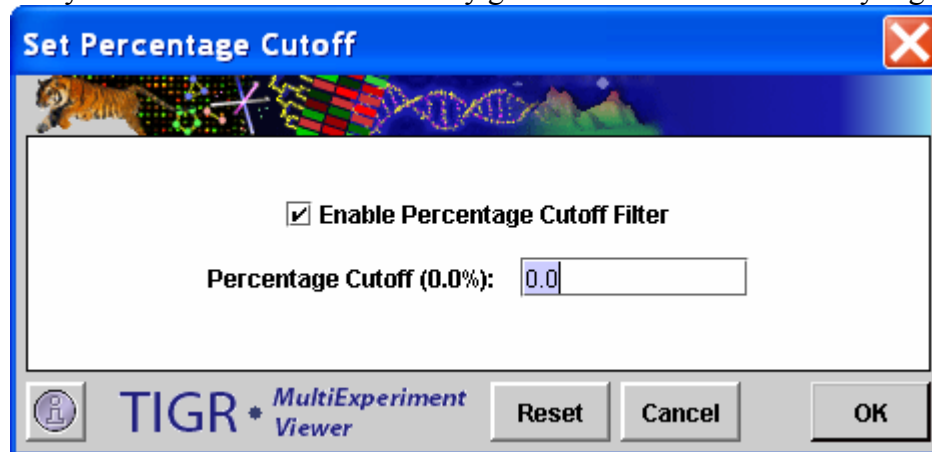 Set Percentage Cutoff
Enable Percentage Cutoff Filter
Percentage Cutoff (0.0%): 0.0
TIGR • MultiExperiment Viewer
Reset Cancel OK